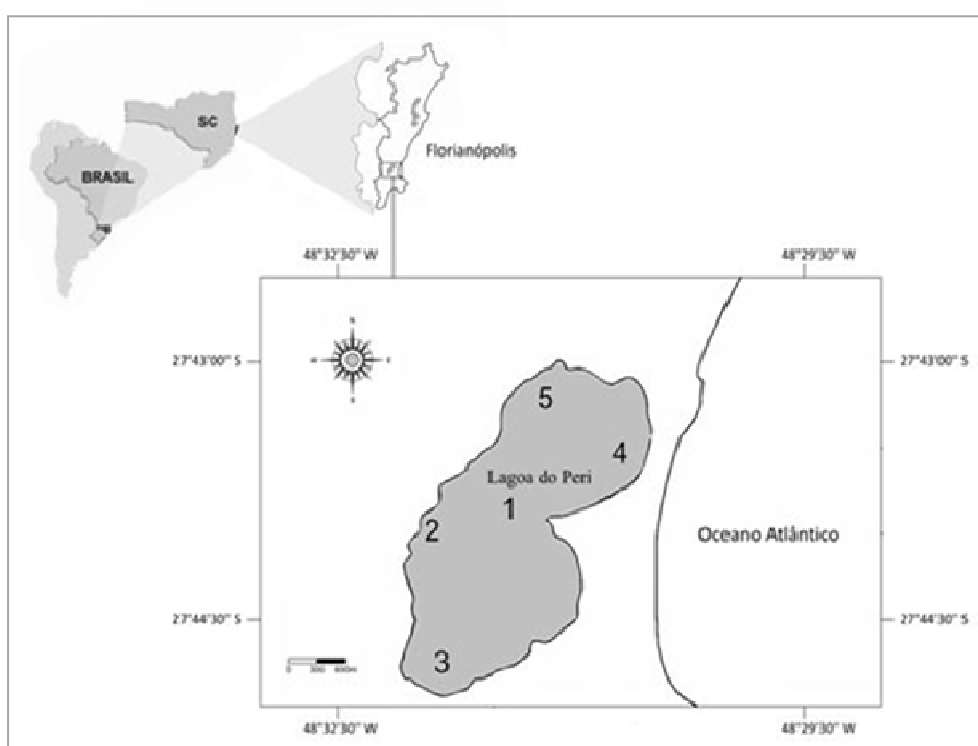 SC
BRASIL
Florianópolis
48°32'30" W
48°29'30" W
N
E
S
27°43'00" S
27°43'00" S
5
4
Lagoa do Peri
1
2
Oceano Atlântico
27°44'30" S
27°44'30" S
3
0
48°32'30" W
48°29'30" W